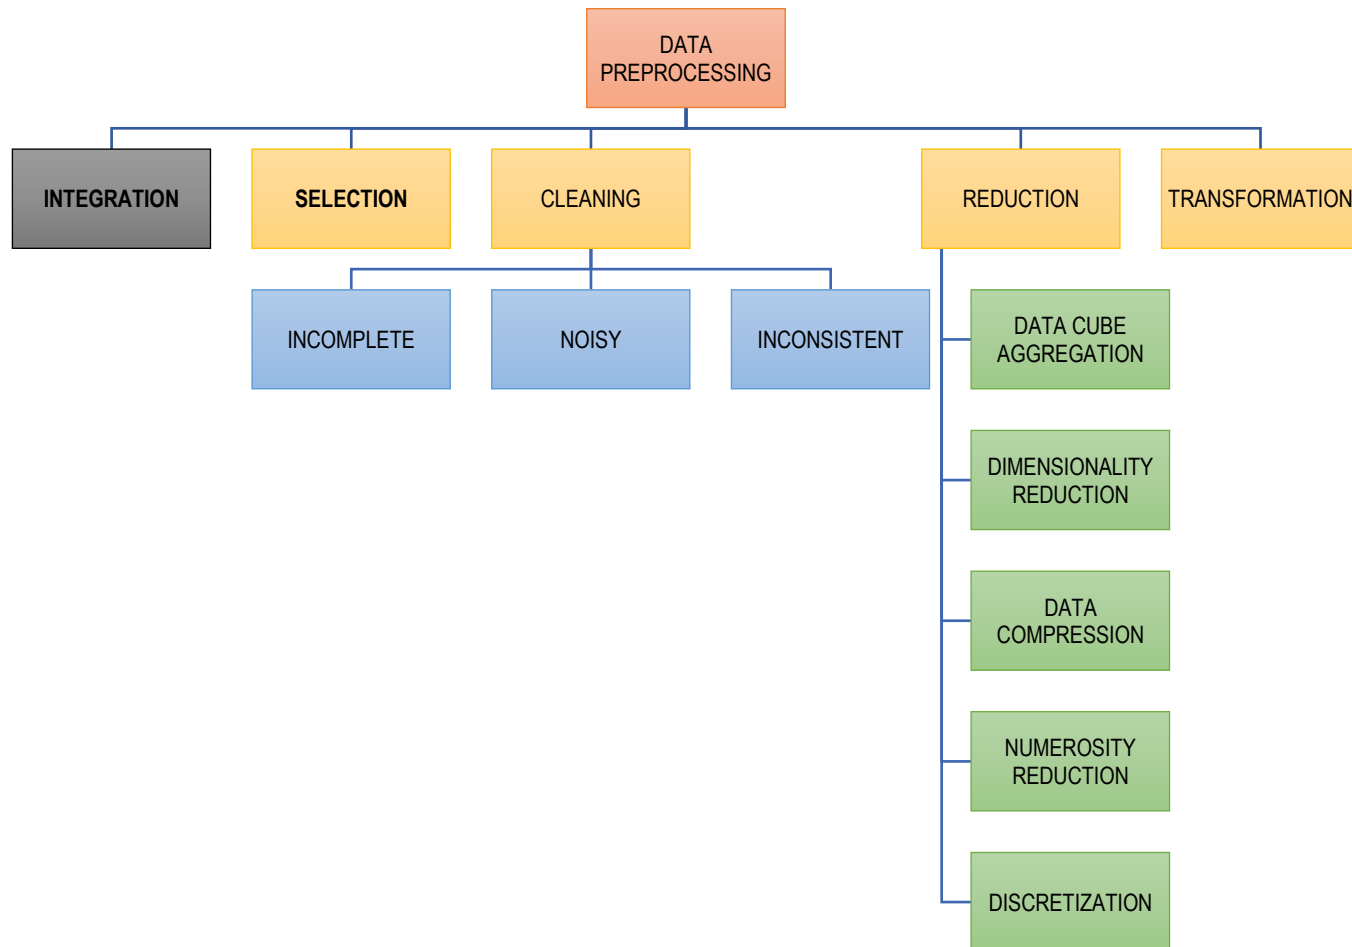 DATA
PREPROCESSING
INTEGRATION
SELECTION
CLEANING
REDUCTION
TRANSFORMATION
INCOMPLETE
NOISY
INCONSISTENT
DATA CUBE
AGGREGATION
DIMENSIONALITY
REDUCTION
DATA
COMPRESSION
NUMEROSITY
REDUCTION
DISCRETIZATION